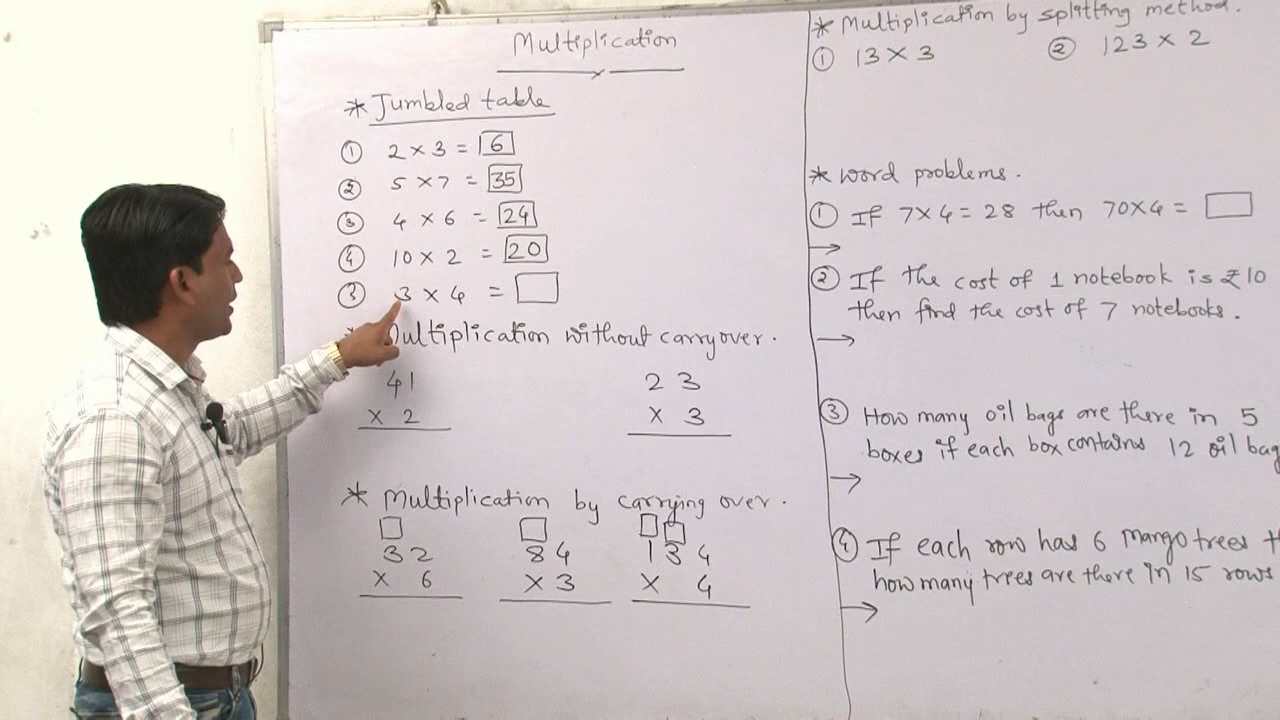 Multiplication
* Jumbled table
① 2 × 3 = 6
② 5 × 7 = 35
③ 4 × 6 = 24
④ 10 × 2 = 20
③ 3 × 4 =
* Multiplication without carryover.
41
× 2
23
× 3
* Multiplication by carrying over.
32
× 6
84
× 3
134
× 4
* Multiplication by splitting method.
① 13 × 3
② 123 × 2
* word problems.
① If 7×4 = 28 then 70×4 =
② If the cost of 1 notebook is ₹10
then find the cost of 7 notebooks.
③ How many oil bags are there in 5
boxes if each box contains 12 oil bag
④ If each row has 6 mango trees
how many trees are there in 15 rows